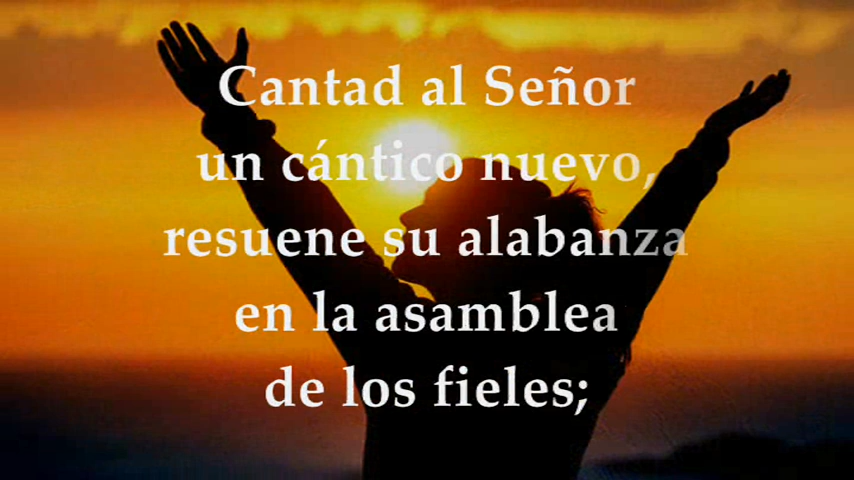 Cantad al Señor
un cántico nuevo,
resuene su alabanza
en la asamblea
de los fieles;